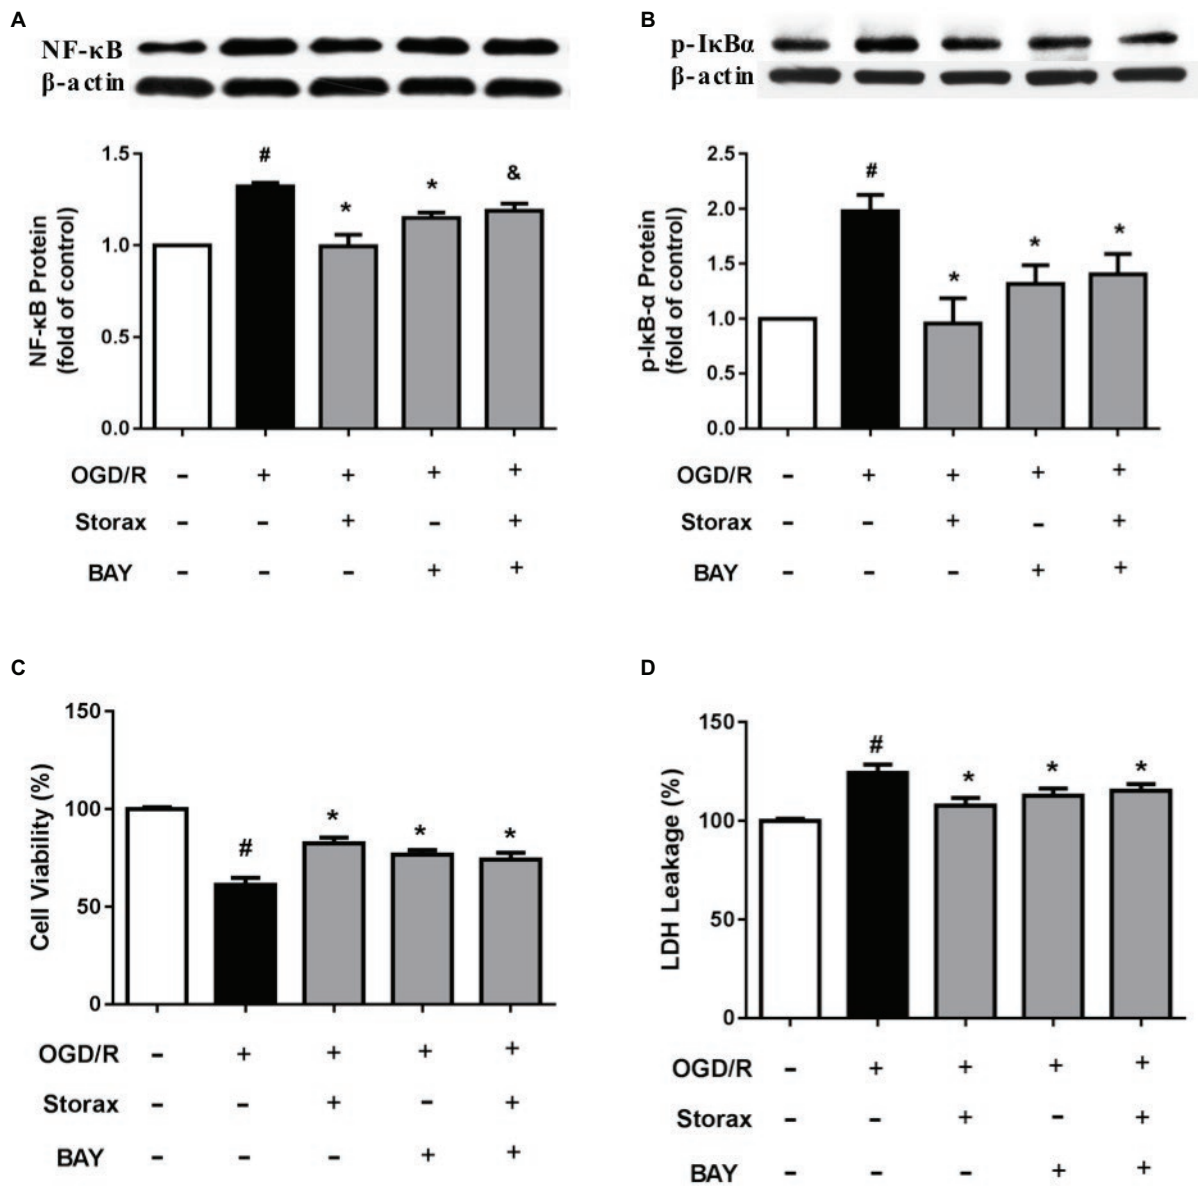 A
NF-κB
β-actin
1.5
1.0
0.5
0.0
NF-κB Protein
(fold of control)
#
*
*
&
OGD/R - + + + +
Storax - - + - +
BAY - - - + +
B
p-IκBα
β-actin
2.5
2.0
1.5
1.0
0.5
0.0
p-IκB-α Protein
(fold of control)
#
*
*
*
OGD/R - + + + +
Storax - - + - +
BAY - - - + +
C
150
100
50
0
Cell Viability (%)
#
*
*
*
OGD/R - + + + +
Storax - - + - +
BAY - - - + +
D
150
100
50
0
LDH Leakage (%)
#
*
*
*
OGD/R - + + + +
Storax - - + - +
BAY - - - + +